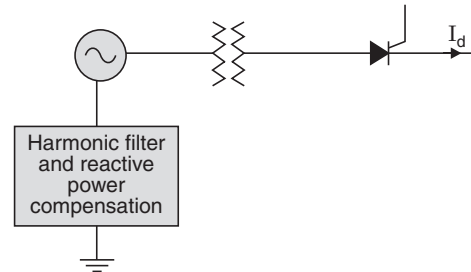 I_d
Harmonic filter
and reactive
power
compensation